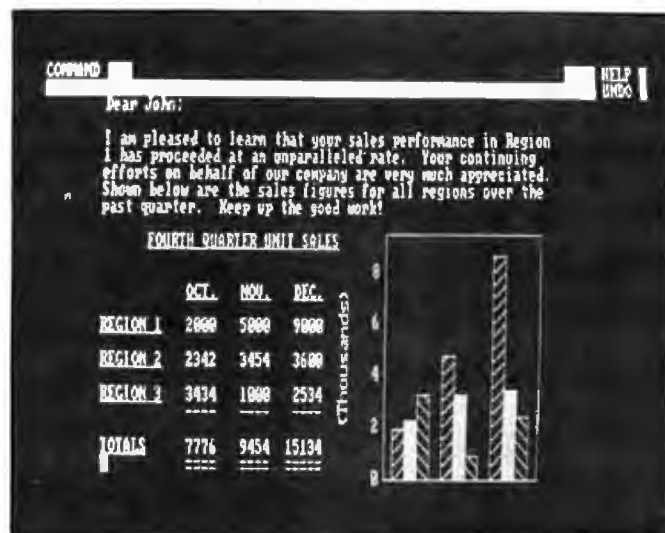 COMMAND
HELP
UNDO
Dear John:
I am pleased to learn that your sales performance in Region
I has proceeded at an unparalleled rate. Your continuing
efforts on behalf of our company are very much appreciated.
Shown below are the sales figures for all regions over the
past quarter. Keep up the good work!
FOURTH QUARTER UNIT SALES
OCT. NOV. DEC.
REGION 1 2000 5000 9000
REGION 2 2342 3454 3600
REGION 3 3434 1000 2534
TOTALS 7776 9454 15134
(Thousands)
8
6
4
2
0